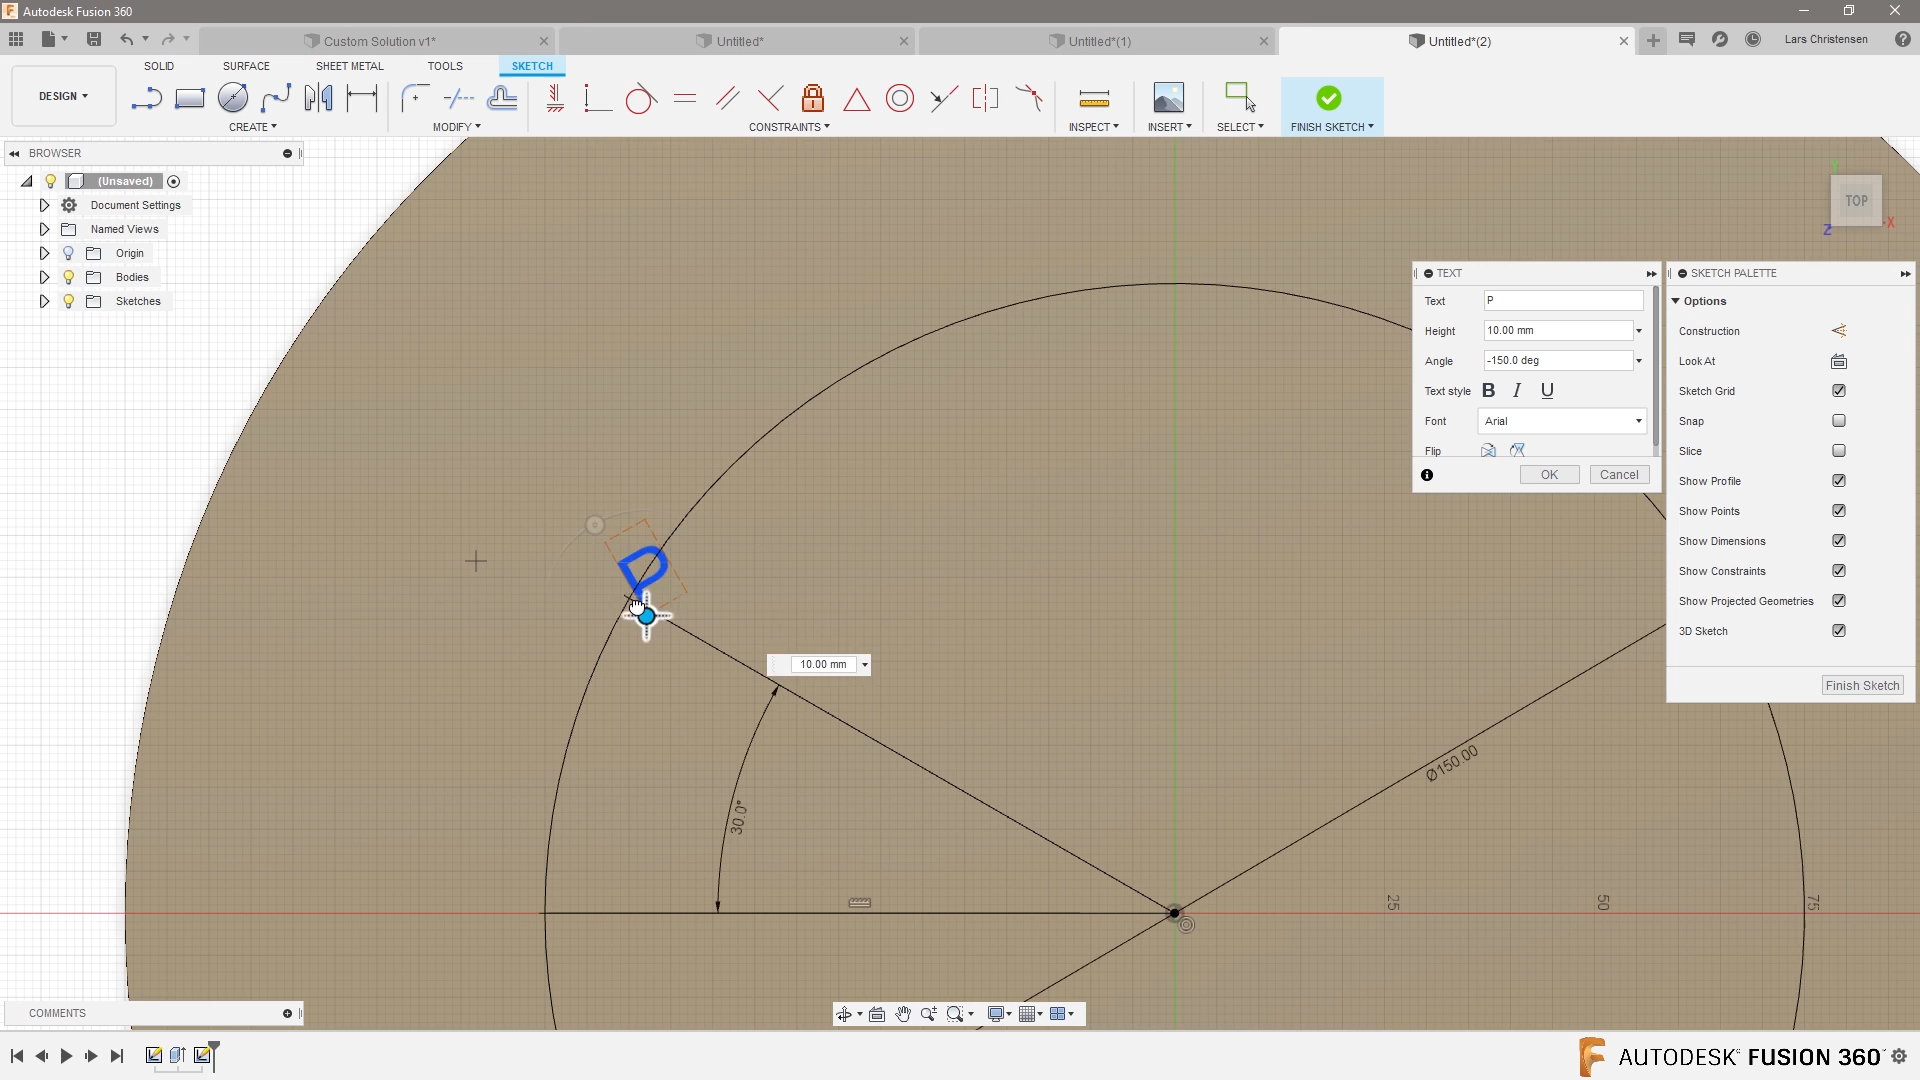 Autodesk Fusion 360
Custom Solution v1*
Untitled*
Untitled*(1)
Untitled*(2)
Lars Christensen
DESIGN
SOLID
SURFACE
SHEET METAL
TOOLS
SKETCH
CREATE
MODIFY
CONSTRAINTS
INSPECT
INSERT
SELECT
FINISH SKETCH
BROWSER
(Unsaved)
Document Settings
Named Views
Origin
Bodies
Sketches
TOP
X
Z
TEXT
Text P
Height 10.00 mm
Angle -150.0 deg
Text style B I U
Font Arial
Flip
OK Cancel
SKETCH PALETTE
Options
Construction
Look At
Sketch Grid
Snap
Slice
Show Profile
Show Points
Show Dimensions
Show Constraints
Show Projected Geometries
3D Sketch
Finish Sketch
P
10.00 mm
30.0°
Ø150.00
25
50
75
COMMENTS
AUTODESK FUSION 360